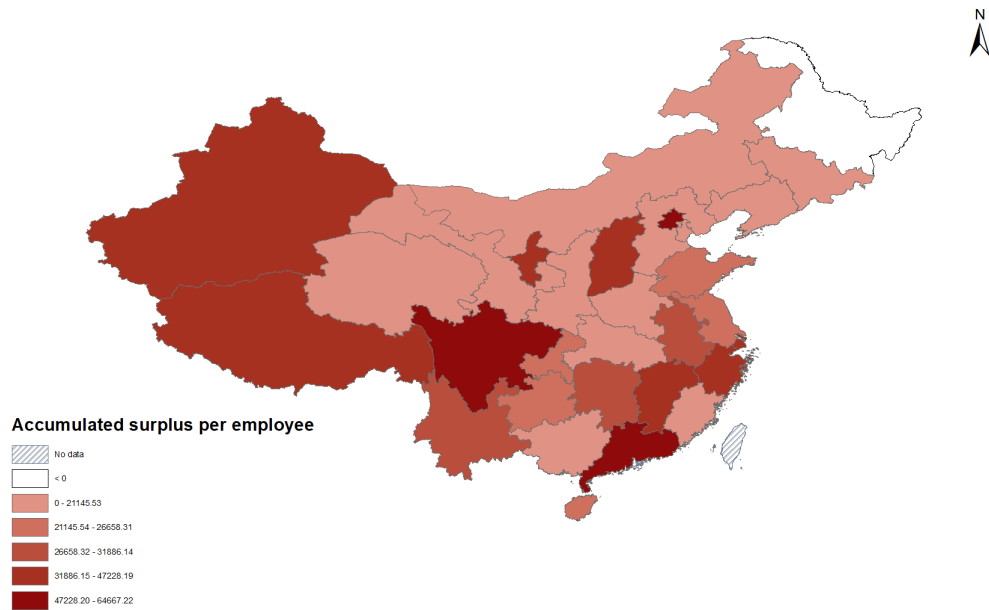 N
Accumulated surplus per employee
No data
< 0
0 - 21145.53
21145.54 - 26658.31
26658.32 - 31886.14
31886.15 - 47228.19
47228.20 - 64667.22